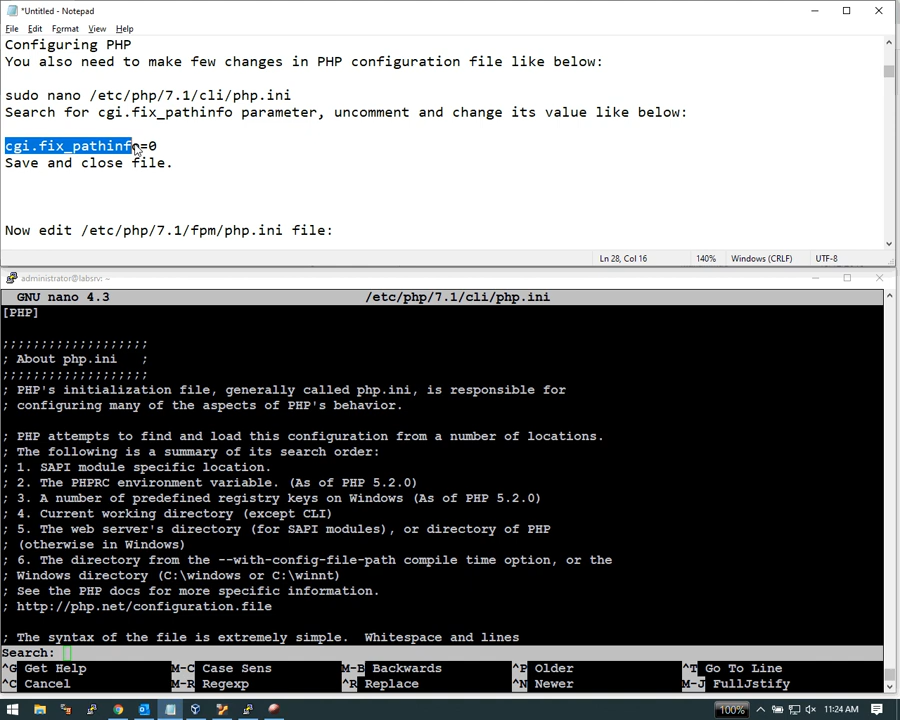 *Untitled - Notepad
File Edit Format View Help
Configuring PHP
You also need to make few changes in PHP configuration file like below:
sudo nano /etc/php/7.1/cli/php.ini
Search for cgi.fix_pathinfo parameter, uncomment and change its value like below:
cgi.fix_pathinfo=0
Save and close file.
Now edit /etc/php/7.1/fpm/php.ini file:
Ln 28, Col 16 140% Windows (CRLF) UTF-8
administrator@labsrv: ~
GNU nano 4.3 /etc/php/7.1/cli/php.ini
[PHP]
;;;;;;;;;;;;;;;;;;;
; About php.ini   ;
;;;;;;;;;;;;;;;;;;;
; PHP's initialization file, generally called php.ini, is responsible for
; configuring many of the aspects of PHP's behavior.
; PHP attempts to find and load this configuration from a number of locations.
; The following is a summary of its search order:
; 1. SAPI module specific location.
; 2. The PHPRC environment variable. (As of PHP 5.2.0)
; 3. A number of predefined registry keys on Windows (As of PHP 5.2.0)
; 4. Current working directory (except CLI)
; 5. The web server's directory (for SAPI modules), or directory of PHP
; (otherwise in Windows)
; 6. The directory from the --with-config-file-path compile time option, or the
; Windows directory (C:\windows or C:\winnt)
; See the PHP docs for more specific information.
; http://php.net/configuration.file
; The syntax of the file is extremely simple.  Whitespace and lines
Search:
^G Get Help M-C Case Sens M-B Backwards ^P Older ^T Go To Line
^C Cancel M-R Regexp ^R Replace ^N Newer M-J FullJstify
100% 11:24 AM